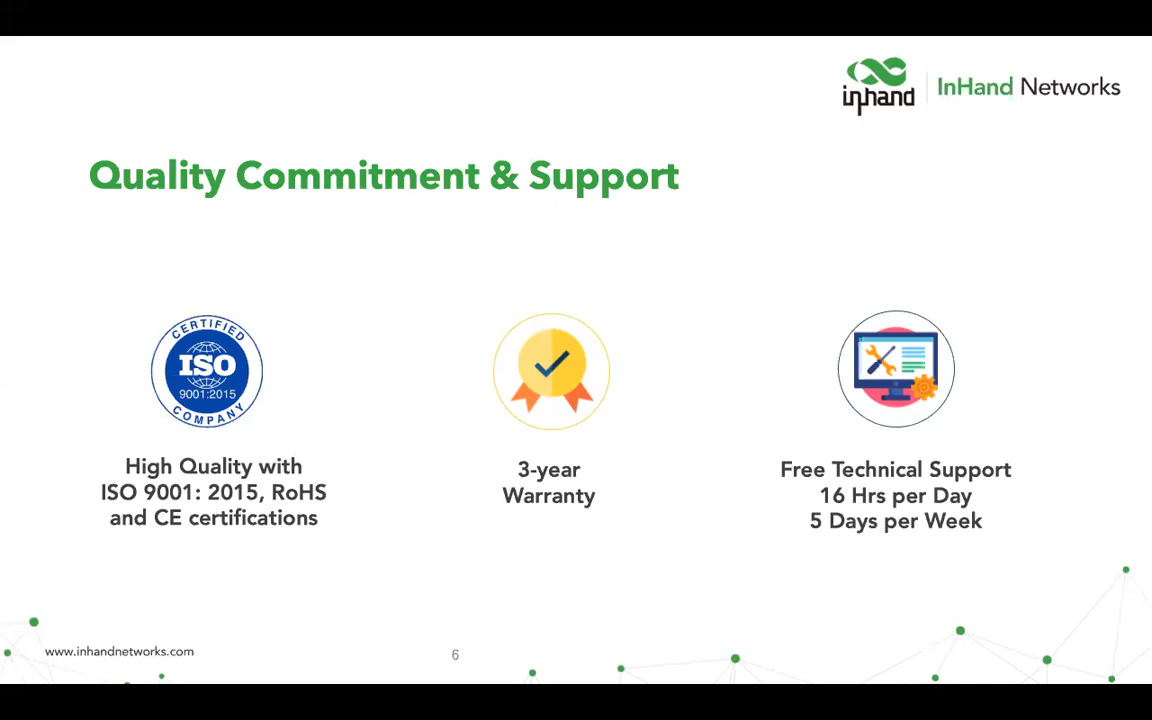 inhand
InHand Networks
Quality Commitment & Support
CERTIFIED
ISO
9001:2015
COMPANY
High Quality with
ISO 9001: 2015, RoHS
and CE certifications
3-year
Warranty
Free Technical Support
16 Hrs per Day
5 Days per Week
www.inhandnetworks.com
6